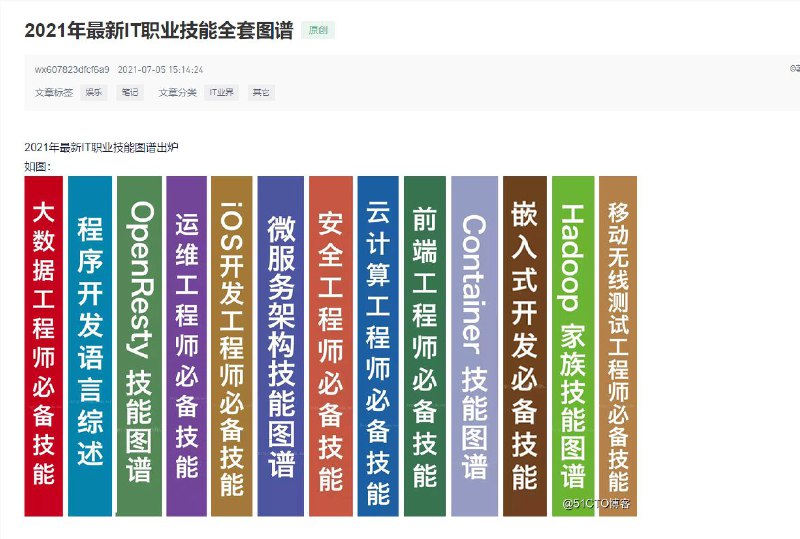 2021年最新IT职业技能全套图谱 原创
wx607823dfcf6a9 2021-07-05 15:14:24
文章标签 娱乐 笔记 文章分类 IT业界 其它
2021年最新IT职业技能图谱出炉
如图：
大数据工程师必备技能
程序开发语言综述
OpenResty 技能图谱
运维工程师必备技能
iOS开发工程师必备技能
微服务架构技能图谱
安全工程师必备技能
云计算工程师必备技能
前端工程师必备技能
Container 技能图谱
嵌入式开发必备技能
Hadoop 家族技能图谱
移动无线测试工程师必备技能
@51CTO博客